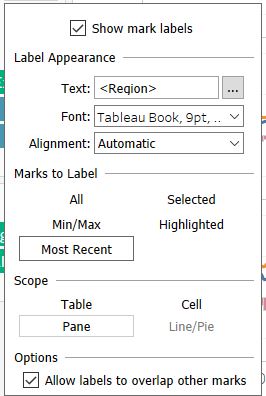 Show mark labels
Label Appearance
Text: <Region> ...
Font: Tableau Book, 9pt, ..
Alignment: Automatic
Marks to Label
All Selected
Min/Max Highlighted
Most Recent
Scope
Table Cell
Pane Line/Pie
Options
Allow labels to overlap other marks